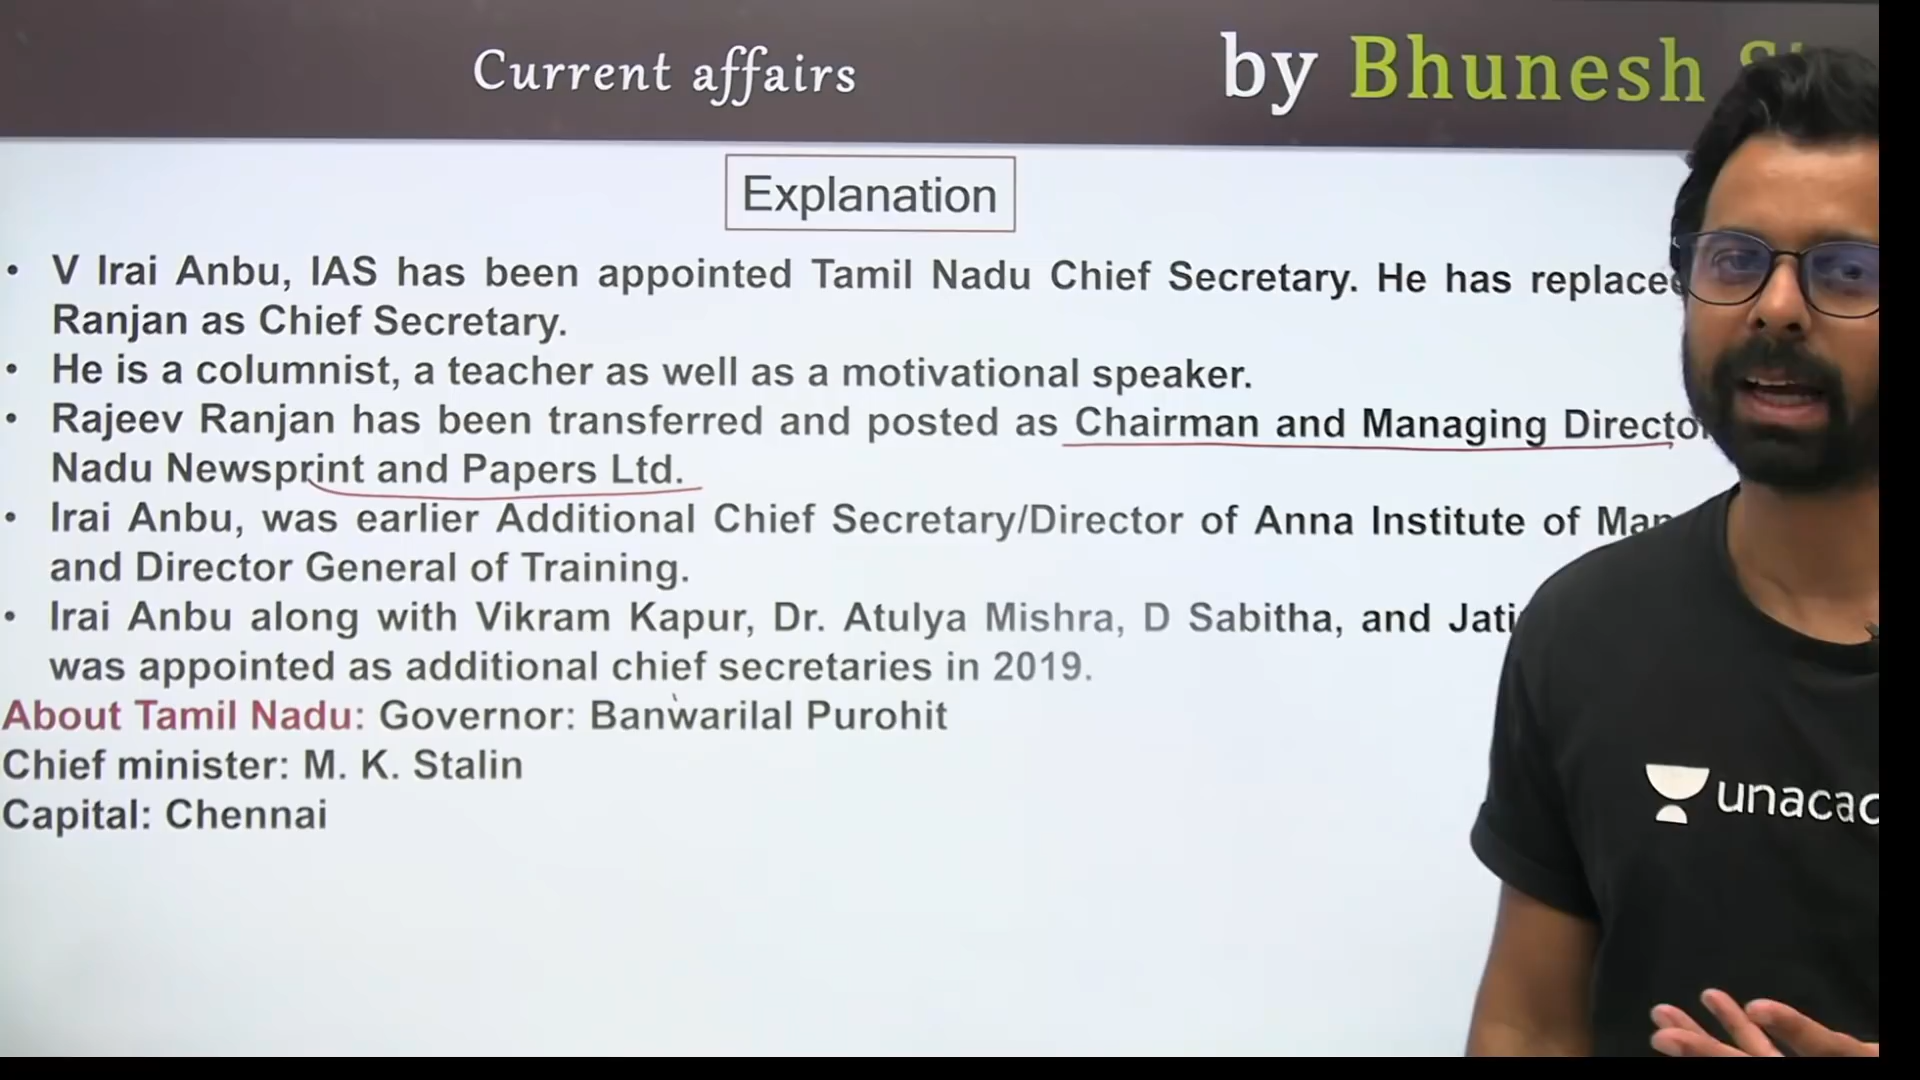 Current affairs
by Bhunesh
Explanation
• V Irai Anbu, IAS has been appointed Tamil Nadu Chief Secretary. He has replaced
Ranjan as Chief Secretary.
• He is a columnist, a teacher as well as a motivational speaker.
• Rajeev Ranjan has been transferred and posted as Chairman and Managing
Nadu Newsprint and Papers Ltd.
• Irai Anbu, was earlier Additional Chief Secretary/Director of Anna Institute of
and Director General of Training.
• Irai Anbu along with Vikram Kapur, Dr. Atulya Mishra, D Sabitha, and
was appointed as additional chief secretaries in 2019.
About Tamil Nadu: Governor: Banwarilal Purohit
Chief minister: M. K. Stalin
Capital: Chennai
unacad